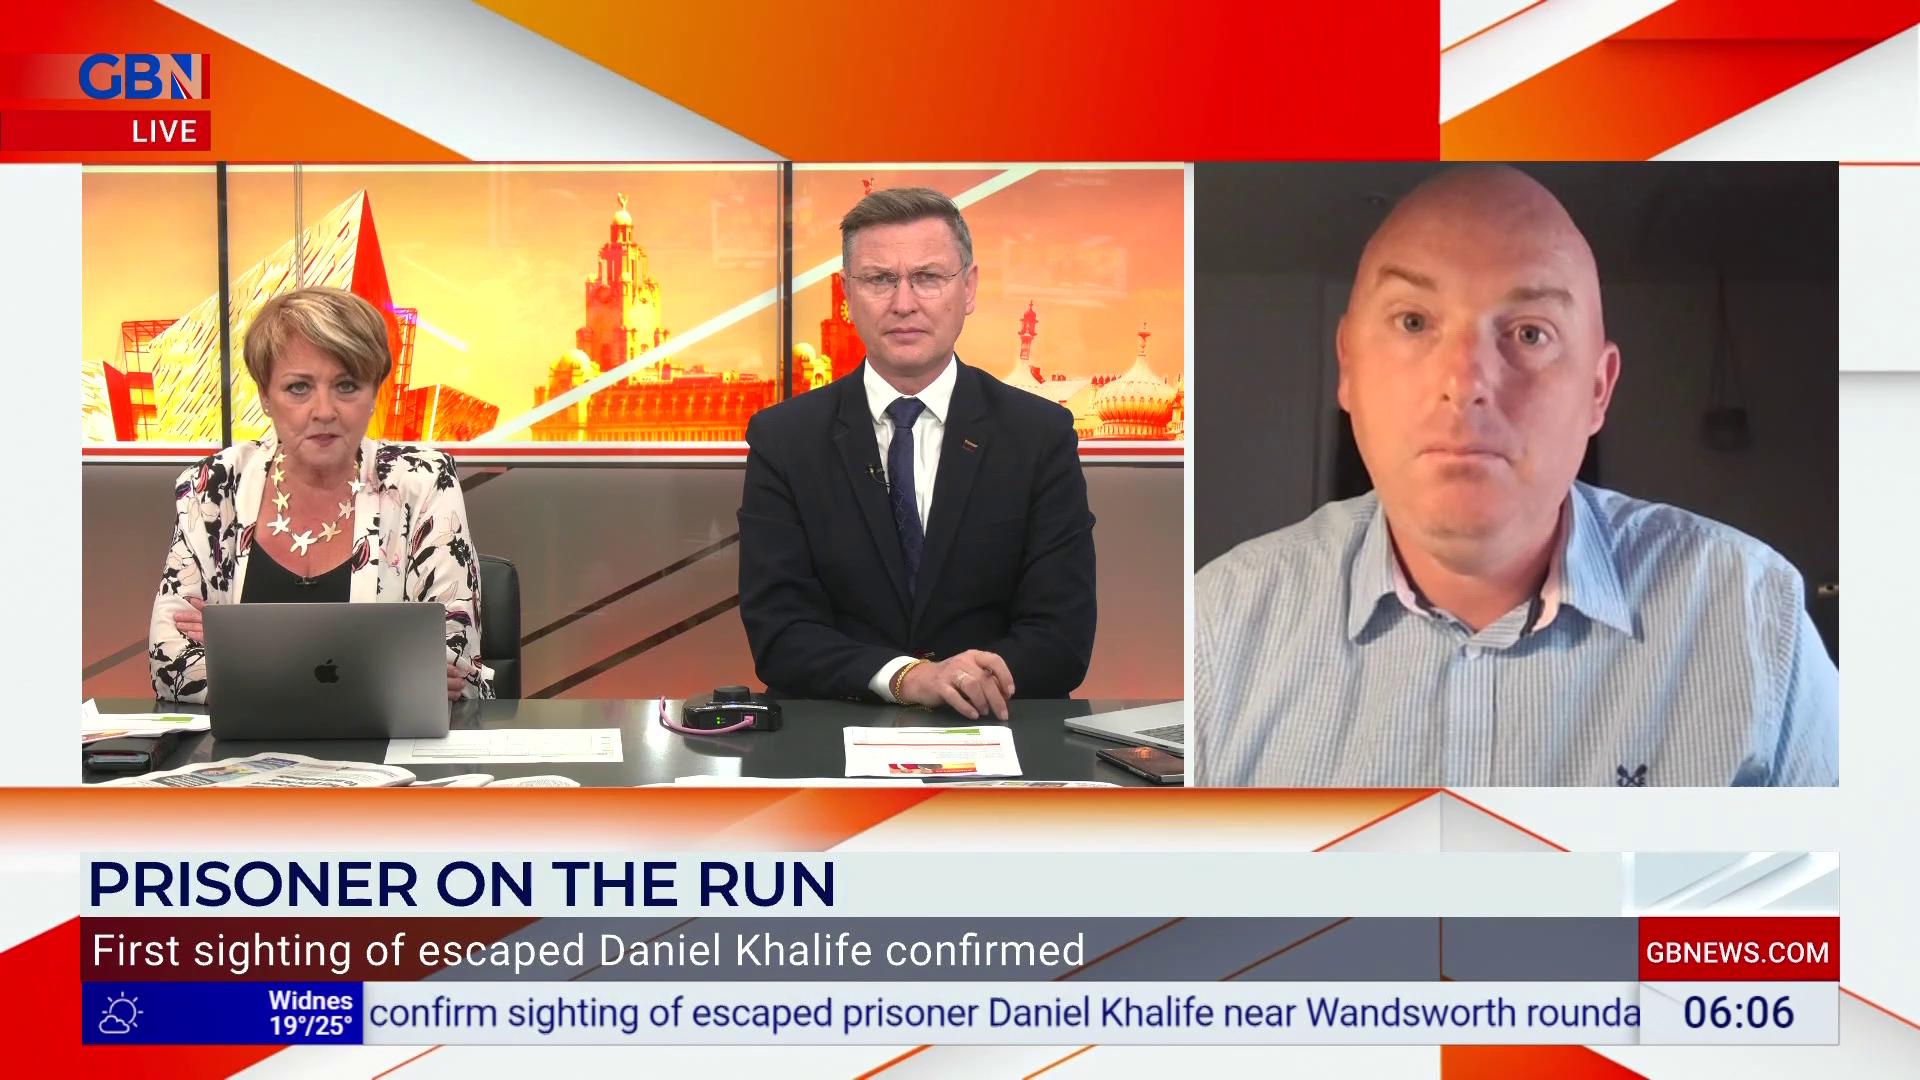 GBN
LIVE
PRISONER ON THE RUN
First sighting of escaped Daniel Khalife confirmed
GBNEWS.COM
Widnes
19°/25°
confirm sighting of escaped prisoner Daniel Khalife near Wandsworth rounda
06:06